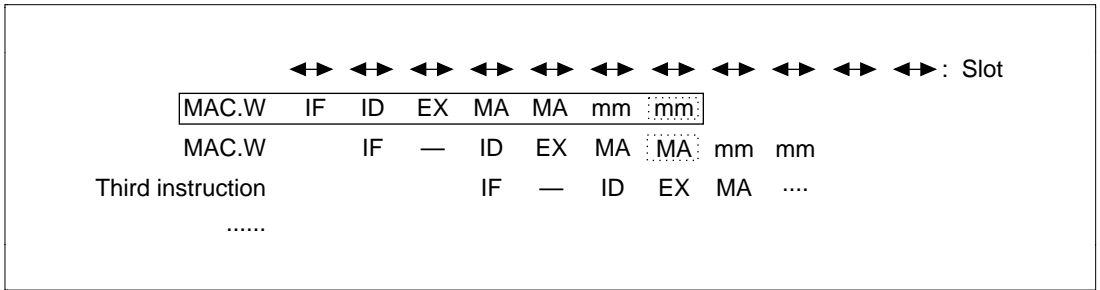 : Slot
MAC.W IF ID EX MA MA mm mm
MAC.W IF — ID EX MA MA mm mm
Third instruction IF — ID EX MA ....
......